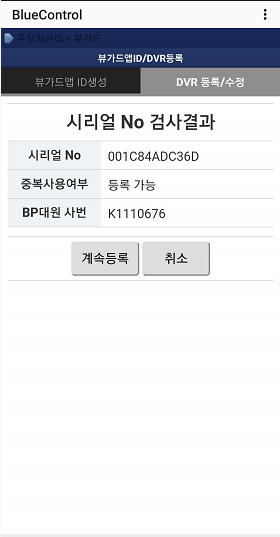 BlueControl
주장치관리 > 뷰가드
뷰가드앱ID/DVR등록
뷰가드앱 ID생성
DVR 등록/수정
시리얼 No 검사결과
시리얼 No 001C84ADC36D
중복사용여부 등록 가능
BP대원 사번 K1110676
계속등록 취소